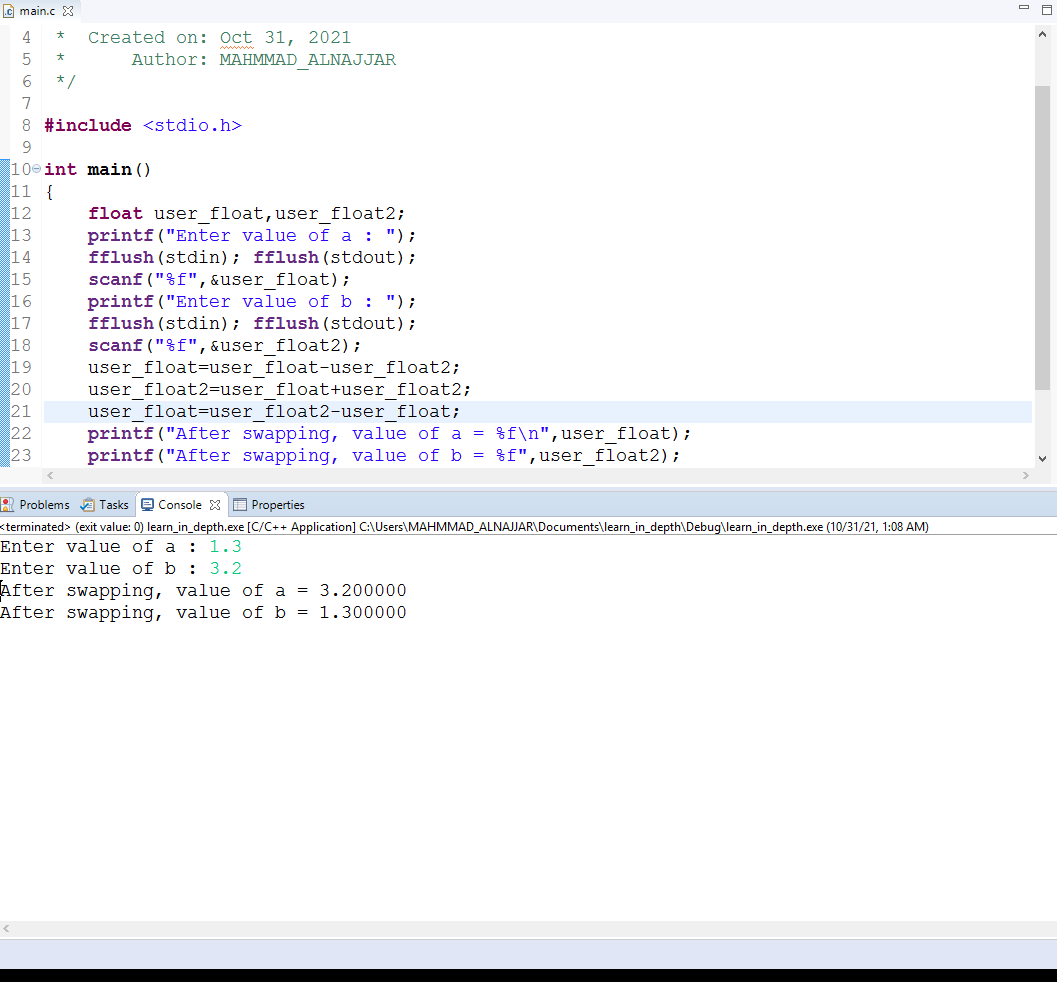 main.c
4  *  Created on: Oct 31, 2021
5  *      Author: MAHMMAD_ALNAJJAR
6  */
7
8 #include <stdio.h>
9
10 int main()
11 {
12     float user_float,user_float2;
13     printf("Enter value of a : ");
14     fflush(stdin); fflush(stdout);
15     scanf("%f",&user_float);
16     printf("Enter value of b : ");
17     fflush(stdin); fflush(stdout);
18     scanf("%f",&user_float2);
19     user_float=user_float-user_float2;
20     user_float2=user_float+user_float2;
21     user_float=user_float2-user_float;
22     printf("After swapping, value of a = %f\n",user_float);
23     printf("After swapping, value of b = %f",user_float2);
Problems Tasks Console Properties
<terminated> (exit value: 0) learn_in_depth.exe [C/C++ Application] C:\Users\MAHMMAD_ALNAJJAR\Documents\learn_in_depth\Debug\learn_in_depth.exe (10/31/21, 1:08 AM)
Enter value of a : 1.3
Enter value of b : 3.2
After swapping, value of a = 3.200000
After swapping, value of b = 1.300000